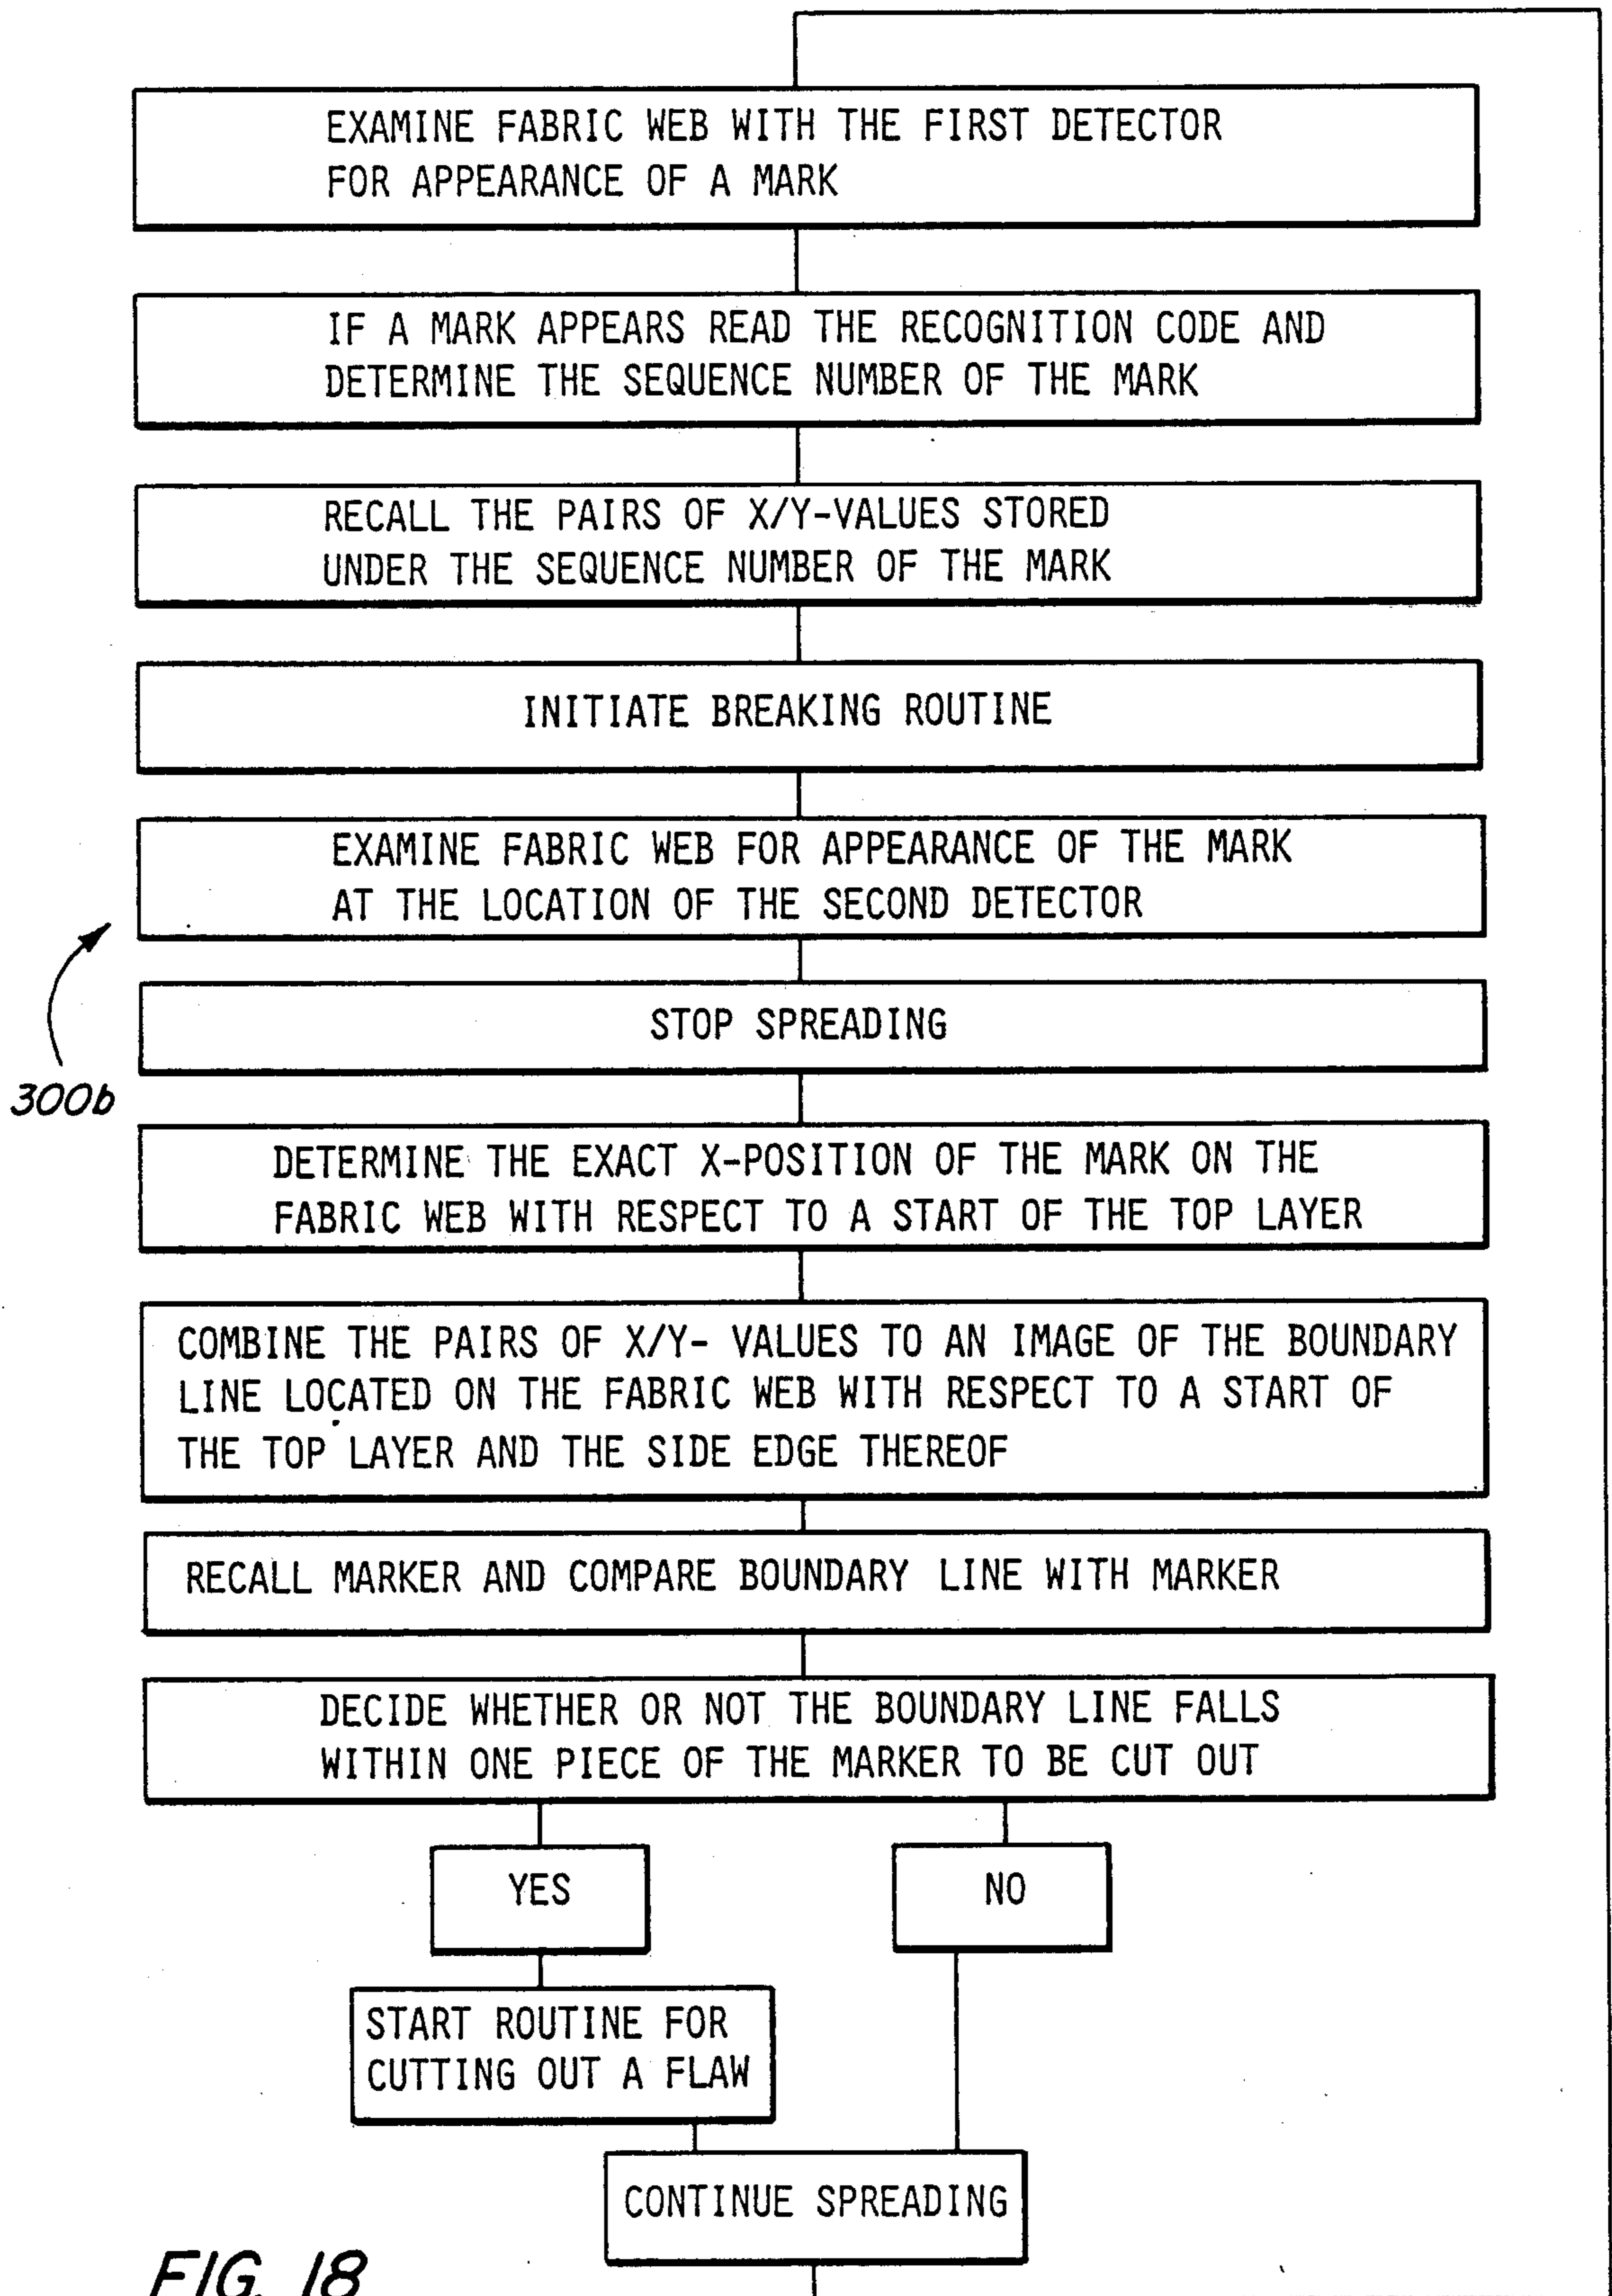 EXAMINE FABRIC WEB WITH THE FIRST DETECTOR
FOR APPEARANCE OF A MARK
IF A MARK APPEARS READ THE RECOGNITION CODE AND
DETERMINE THE SEQUENCE NUMBER OF THE MARK
RECALL THE PAIRS OF X/Y-VALUES STORED
UNDER THE SEQUENCE NUMBER OF THE MARK
INITIATE BREAKING ROUTINE
EXAMINE FABRIC WEB FOR APPEARANCE OF THE MARK
AT THE LOCATION OF THE SECOND DETECTOR
STOP SPREADING
300b
DETERMINE THE EXACT X-POSITION OF THE MARK ON THE
FABRIC WEB WITH RESPECT TO A START OF THE TOP LAYER
COMBINE THE PAIRS OF X/Y- VALUES TO AN IMAGE OF THE BOUNDARY
LINE LOCATED ON THE FABRIC WEB WITH RESPECT TO A START OF
THE TOP LAYER AND THE SIDE EDGE THEREOF
RECALL MARKER AND COMPARE BOUNDARY LINE WITH MARKER
DECIDE WHETHER OR NOT THE BOUNDARY LINE FALLS
WITHIN ONE PIECE OF THE MARKER TO BE CUT OUT
YES
NO
START ROUTINE FOR
CUTTING OUT A FLAW
CONTINUE SPREADING
FIG. 18